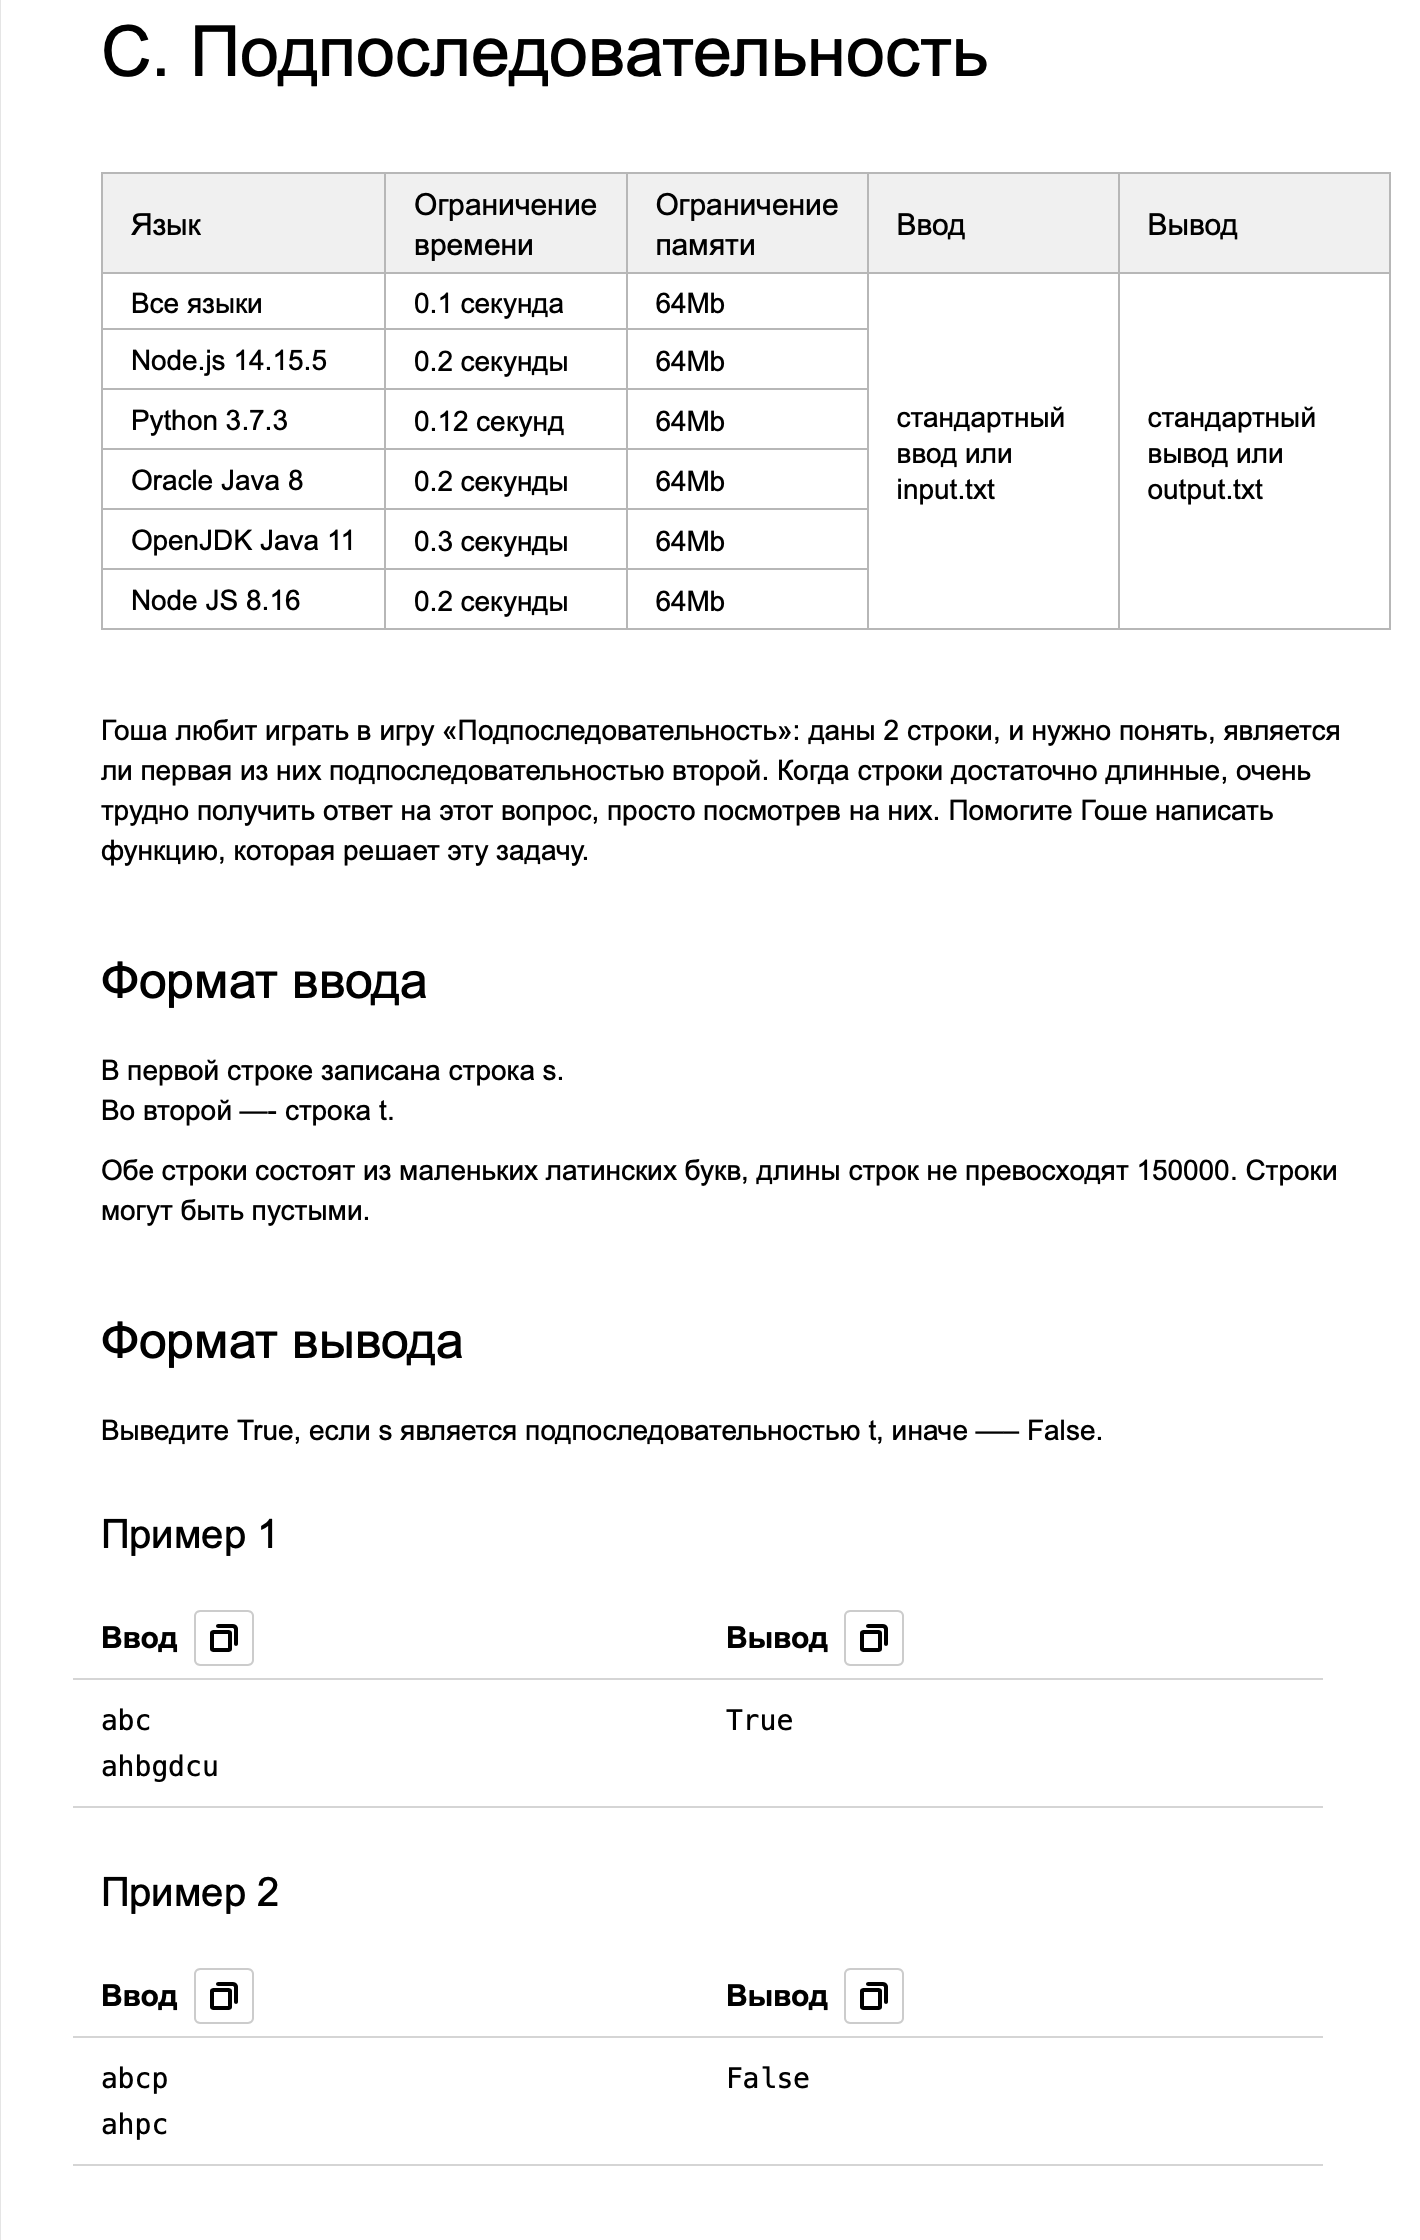 C. Подпоследовательность
Язык
Ограничение
времени
Ограничение
памяти
Ввод
Вывод
Все языки
0.1 секунда
64Mb
Node.js 14.15.5
0.2 секунды
64Mb
Python 3.7.3
0.12 секунд
64Mb
Oracle Java 8
0.2 секунды
64Mb
OpenJDK Java 11
0.3 секунды
64Mb
Node JS 8.16
0.2 секунды
64Mb
стандартный
ввод или
input.txt
стандартный
вывод или
output.txt
Гоша любит играть в игру «Подпоследовательность»: даны 2 строки, и нужно понять, является
ли первая из них подпоследовательностью второй. Когда строки достаточно длинные, очень
трудно получить ответ на этот вопрос, просто посмотрев на них. Помогите Гоше написать
функцию, которая решает эту задачу.
Формат ввода
В первой строке записана строка s.
Во второй —- строка t.
Обе строки состоят из маленьких латинских букв, длины строк не превосходят 150000. Строки
могут быть пустыми.
Формат вывода
Выведите True, если s является подпоследовательностью t, иначе —– False.
Пример 1
Ввод
Вывод
abc
True
ahbgdcu
Пример 2
Ввод
Вывод
abcp
False
ahpc